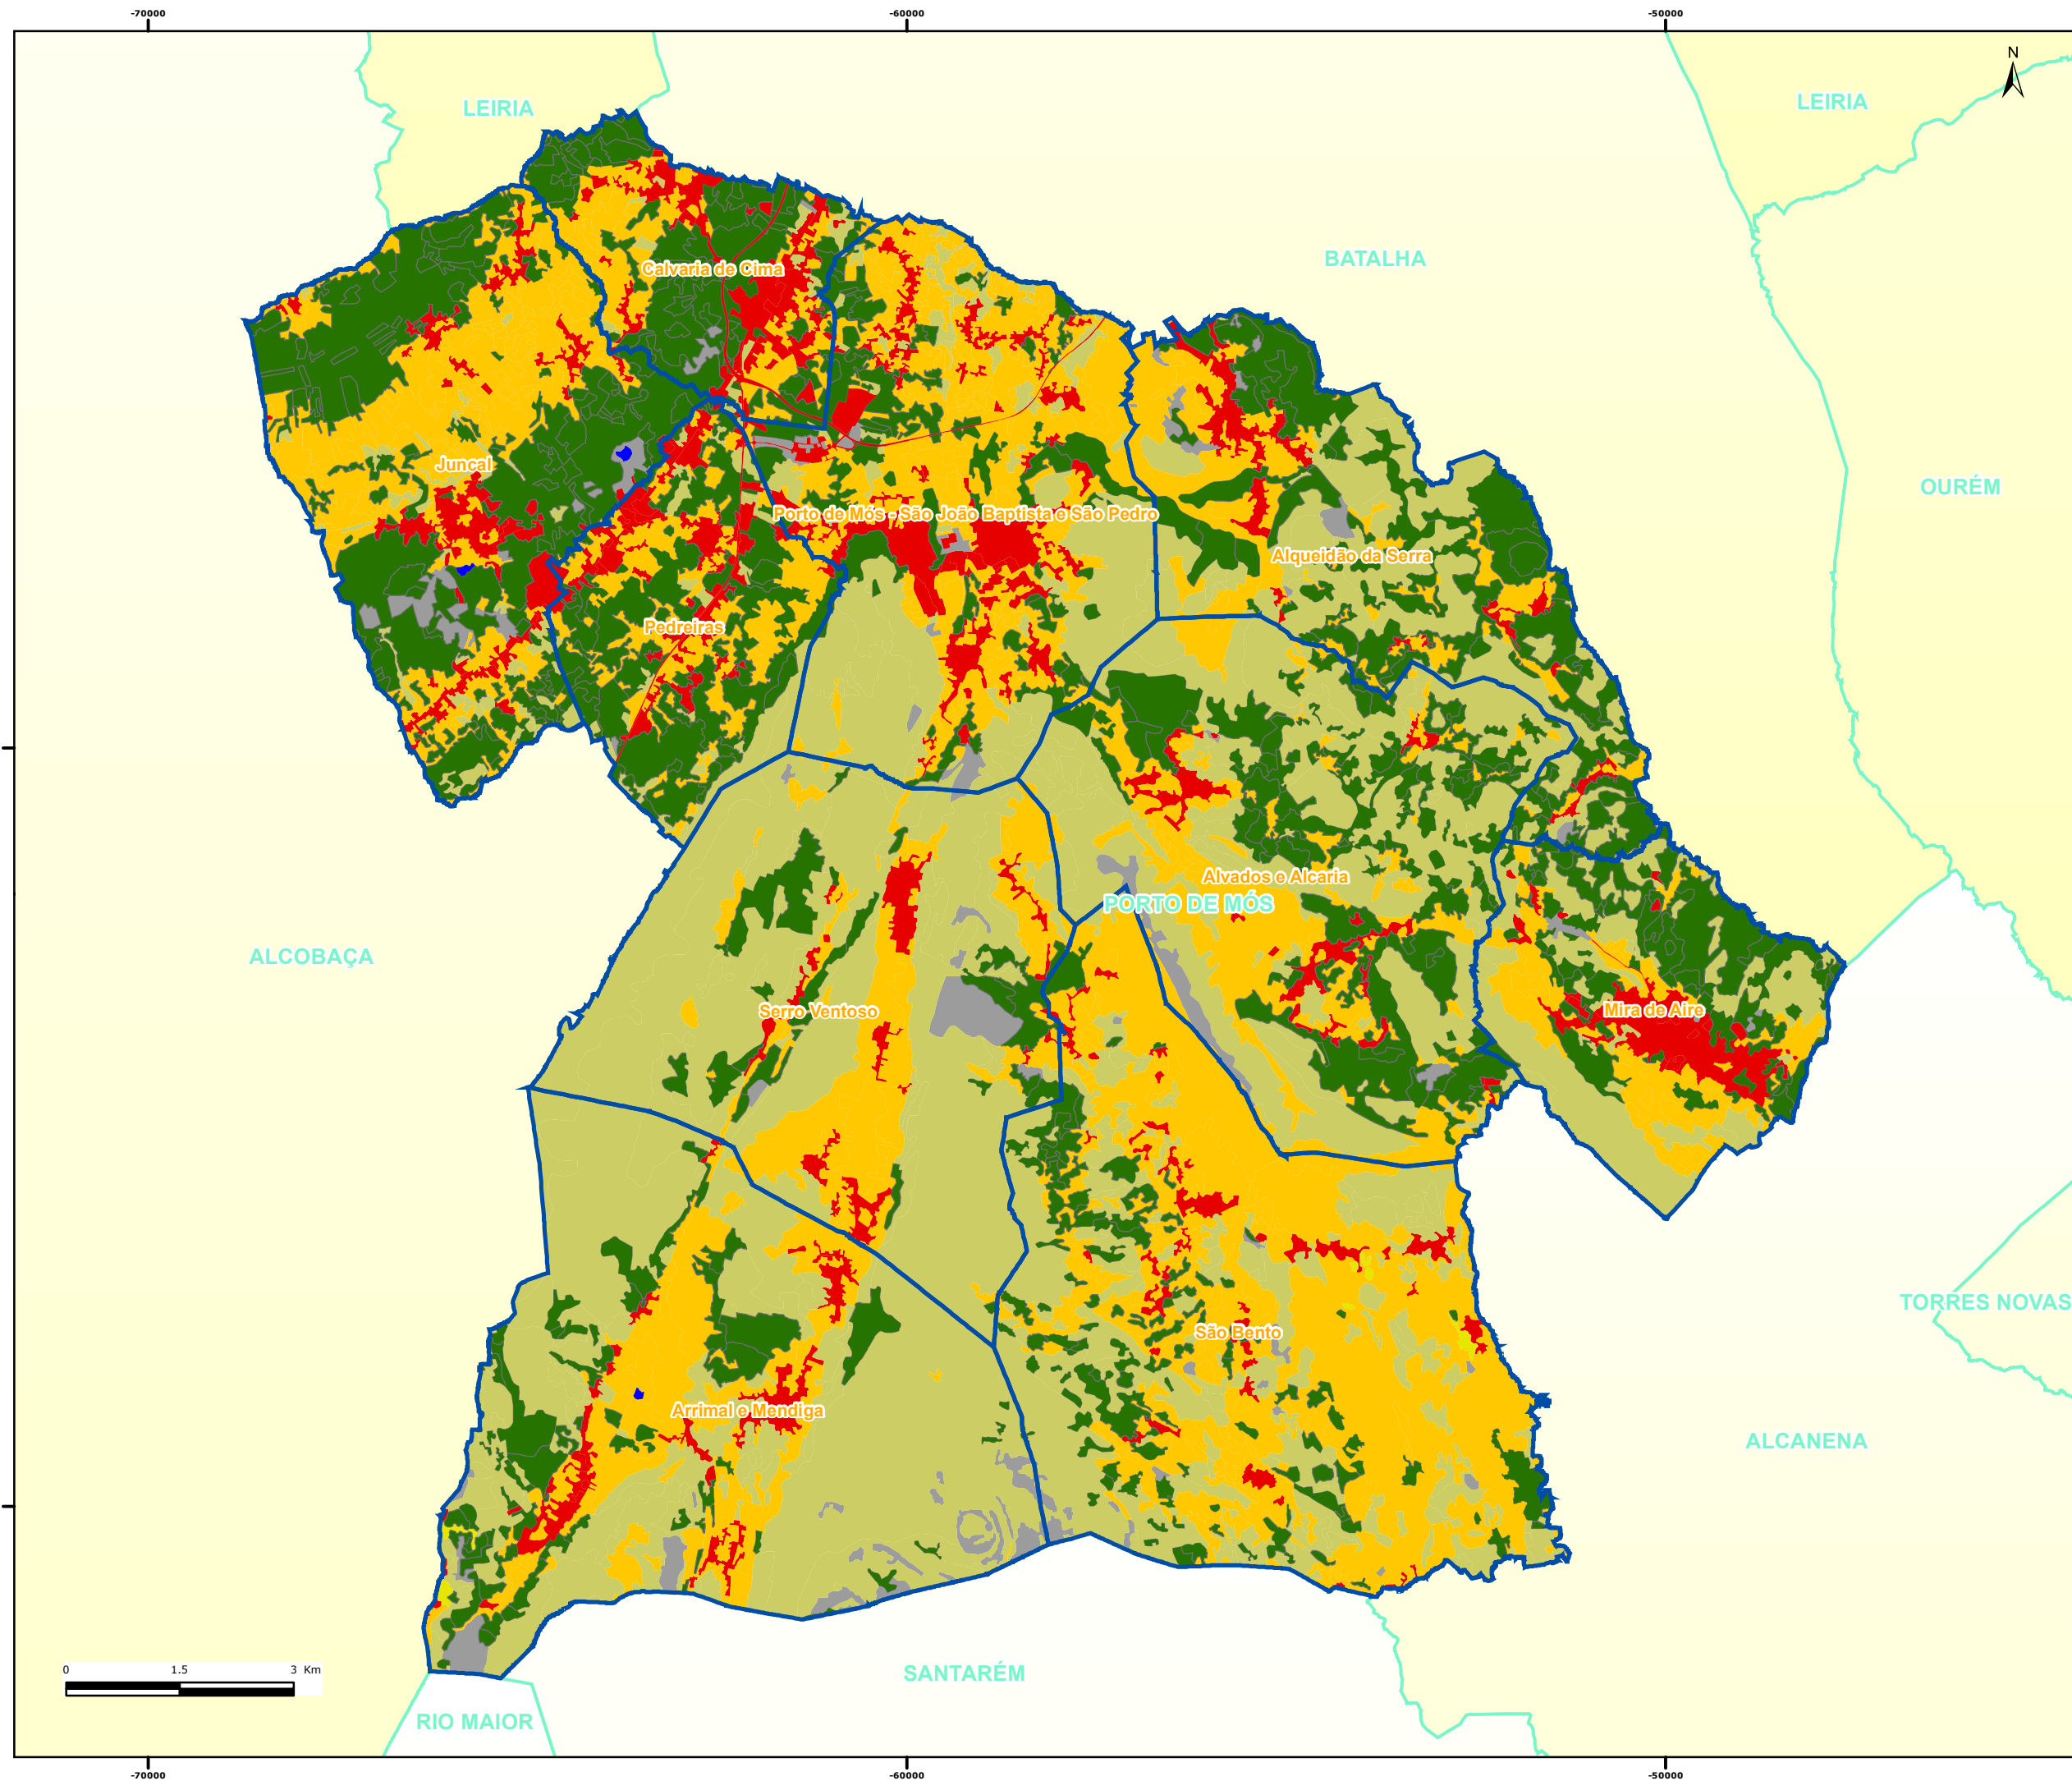 -70000
-60000
-50000
N
LEIRIA
LEIRIA
BATALHA
Calvaria de Cima
Juncal
OURÉM
Porto de Mós - São João Baptista e São Pedro
Alqueidão da Serra
Pedreiras
Alvados e Alcaria
PORTO DE MÓS
ALCOBAÇA
Serro Ventoso
Mira de Aire
TORRES NOVAS
São Bento
Arrimal e Mendiga
ALCANENA
SANTARÉM
0 1.5 3 Km
RIO MAIOR
-70000
-60000
-50000